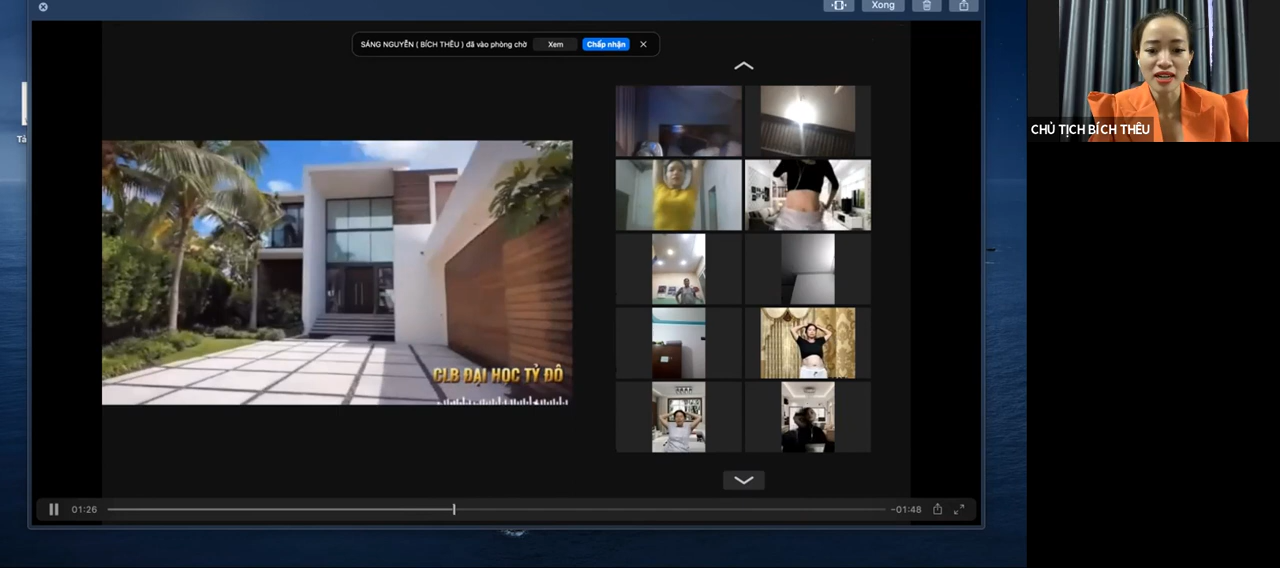 Xong
SÁNG NGUYỄN ( BÍCH THÊU ) đã vào phòng chờ
Xem
Chấp nhận
CHỦ TỊCH BÍCH THÊU
CLB ĐẠI HỌC TỶ ĐÔ
01:26
-01:48